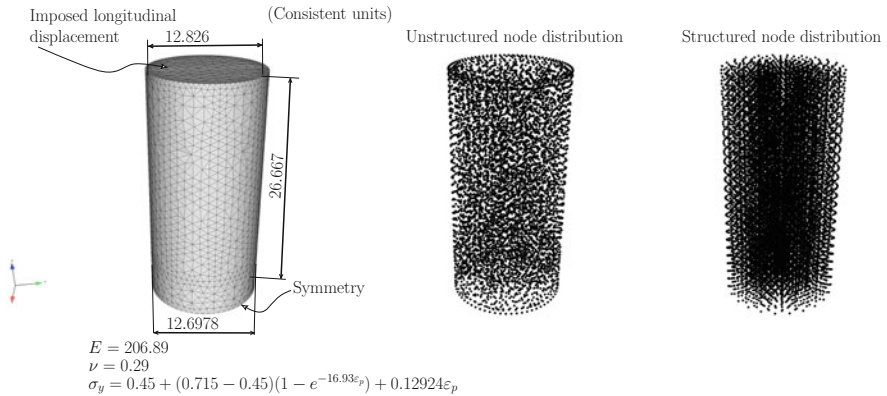 Imposed longitudinal
displacement
(Consistent units)
12.826
Unstructured node distribution
Structured node distribution
26.667
Symmetry
12.6978
E = 206.89
ν = 0.29
σ_y = 0.45 + (0.715 − 0.45)(1 − e^{−16.93ε_p}) + 0.12924ε_p